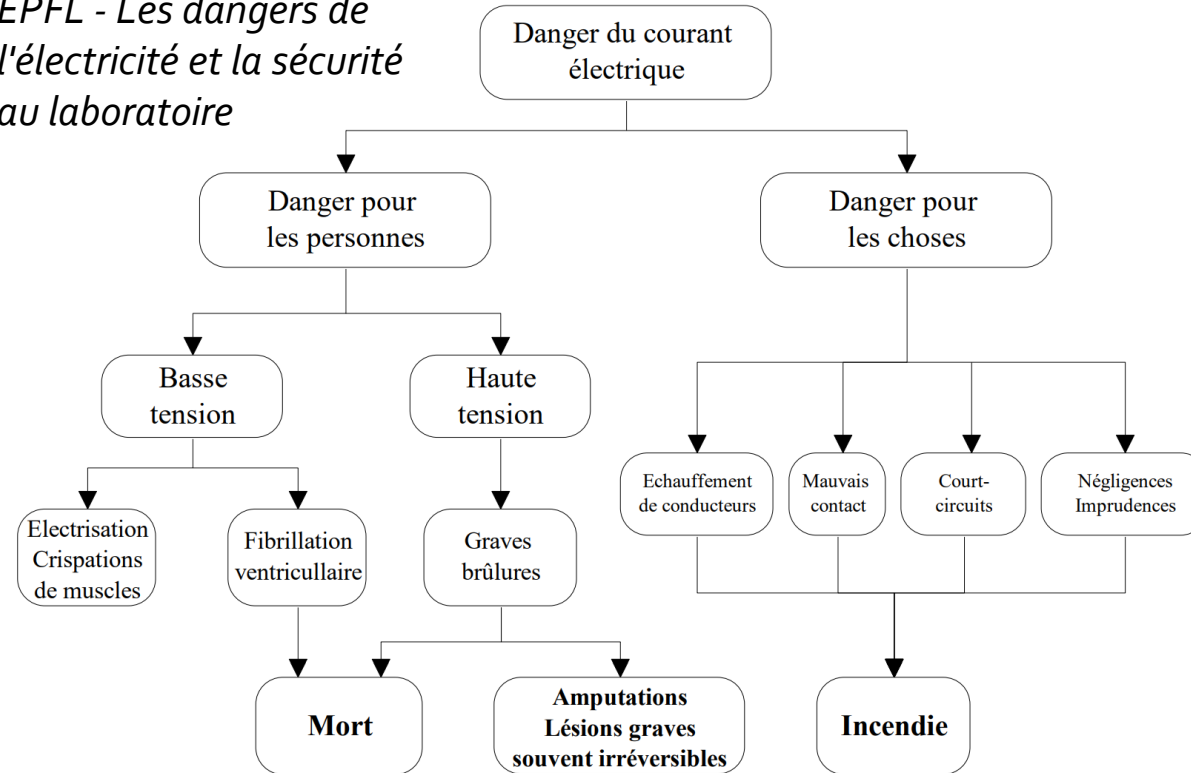 EPFL - Les dangers de
l'électricité et la sécurité
au laboratoire
Danger du courant
électrique
Danger pour
les personnes
Danger pour
les choses
Basse
tension
Haute
tension
Echauffement
de conducteurs
Mauvais
contact
Court-
circuits
Négligences
Imprudences
Electrisation
Crispations
de muscles
Fibrillation
ventricullaire
Graves
brûlures
Mort
Amputations
Lésions graves
souvent irréversibles
Incendie